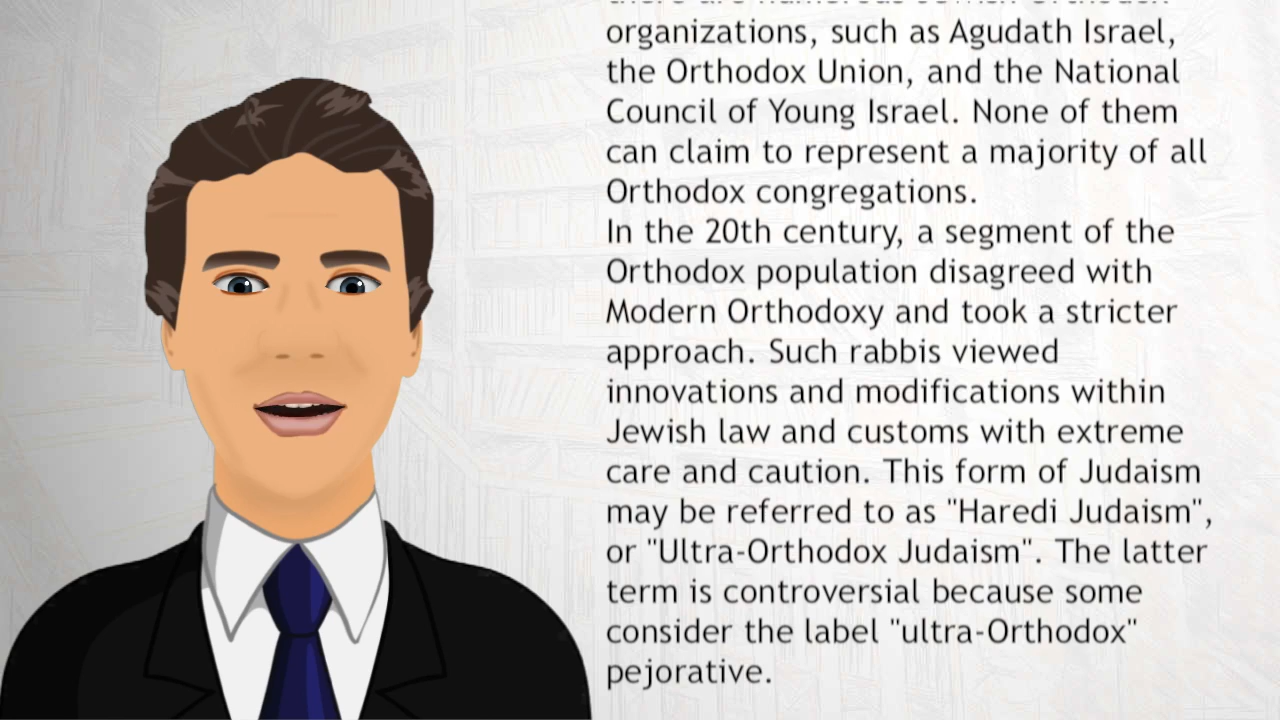 organizations, such as Agudath Israel,
the Orthodox Union, and the National
Council of Young Israel. None of them
can claim to represent a majority of all
Orthodox congregations.
In the 20th century, a segment of the
Orthodox population disagreed with
Modern Orthodoxy and took a stricter
approach. Such rabbis viewed
innovations and modifications within
Jewish law and customs with extreme
care and caution. This form of Judaism
may be referred to as "Haredi Judaism",
or "Ultra-Orthodox Judaism". The latter
term is controversial because some
consider the label "ultra-Orthodox"
pejorative.